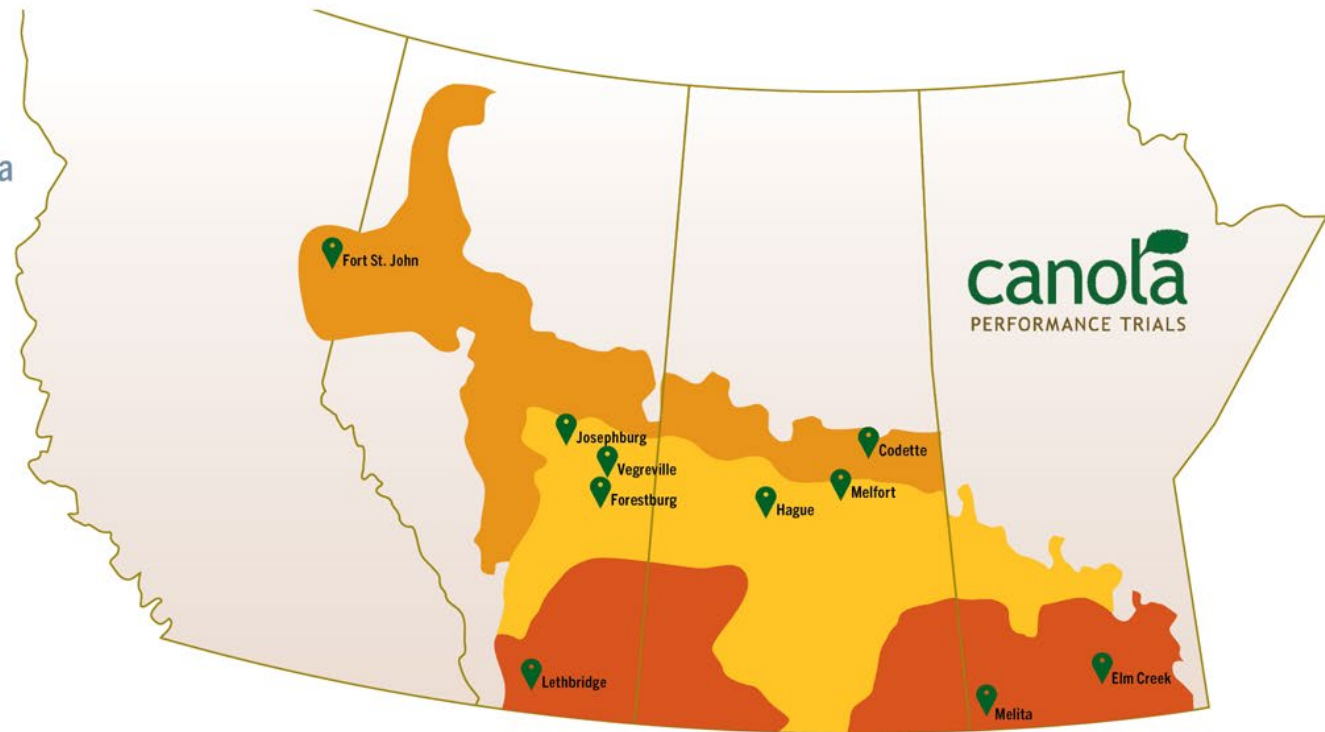 a
Fort St. John
canola
PERFORMANCE TRIALS
Josephburg
Codette
Vegreville
Melfort
Forestburg
Hague
Lethbridge
Elm Creek
Melita